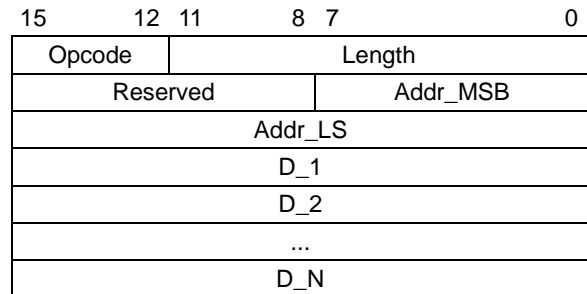 15 12 11 8 7 0
Opcode Length
Reserved Addr_MSB
Addr_LS
D_1
D_2
...
D_N